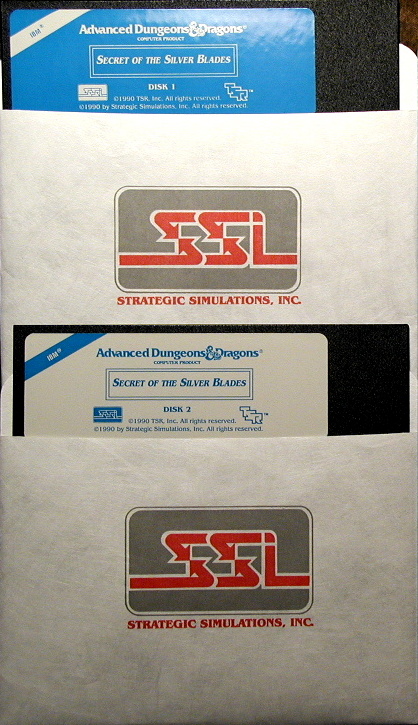 IBM®
Advanced Dungeons & Dragons®
COMPUTER PRODUCT
SECRET OF THE SILVER BLADES
DISK 1
SSI
©1990 TSR, Inc. All rights reserved.
©1990 by Strategic Simulations, Inc. All rights reserved.
TSR™
SSI
STRATEGIC SIMULATIONS, INC.
IBM®
Advanced Dungeons & Dragons®
COMPUTER PRODUCT
SECRET OF THE SILVER BLADES
DISK 2
SSI
©1990 TSR, Inc. All rights reserved.
©1990 by Strategic Simulations, Inc. All rights reserved.
TSR™
SSI
STRATEGIC SIMULATIONS, INC.